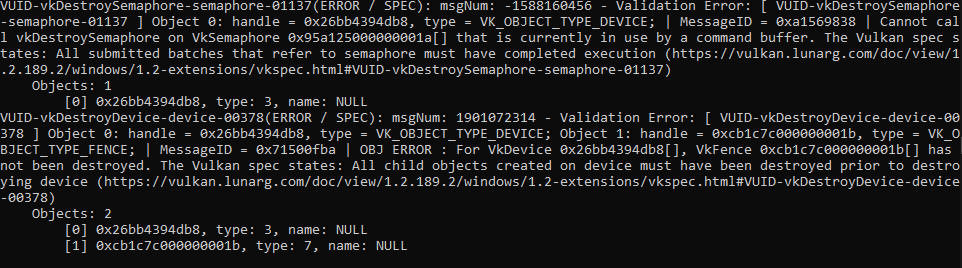 VUID-vkDestroySemaphore-semaphore-01137(ERROR / SPEC): msgNum: -1588160456 - Validation Error: [ VUID-vkDestroySemaphore
-semaphore-01137 ] Object 0: handle = 0x26bb4394db8, type = VK_OBJECT_TYPE_DEVICE; | MessageID = 0xa1569838 | Cannot cal
l vkDestroySemaphore on VkSemaphore 0x95a125000000001a[] that is currently in use by a command buffer. The Vulkan spec s
tates: All submitted batches that refer to semaphore must have completed execution (https://vulkan.lunarg.com/doc/view/1
.2.189.2/windows/1.2-extensions/vkspec.html#VUID-vkDestroySemaphore-semaphore-01137)
    Objects: 1
        [0] 0x26bb4394db8, type: 3, name: NULL
VUID-vkDestroyDevice-device-00378(ERROR / SPEC): msgNum: 1901072314 - Validation Error: [ VUID-vkDestroyDevice-device-00
378 ] Object 0: handle = 0x26bb4394db8, type = VK_OBJECT_TYPE_DEVICE; Object 1: handle = 0xcb1c7c000000001b, type = VK_O
BJECT_TYPE_FENCE; | MessageID = 0x71500fba | OBJ ERROR : For VkDevice 0x26bb4394db8[], VkFence 0xcb1c7c000000001b[] has
not been destroyed. The Vulkan spec states: All child objects created on device must have been destroyed prior to destro
ying device (https://vulkan.lunarg.com/doc/view/1.2.189.2/windows/1.2-extensions/vkspec.html#VUID-vkDestroyDevice-device
-00378)
    Objects: 2
        [0] 0x26bb4394db8, type: 3, name: NULL
        [1] 0xcb1c7c000000001b, type: 7, name: NULL